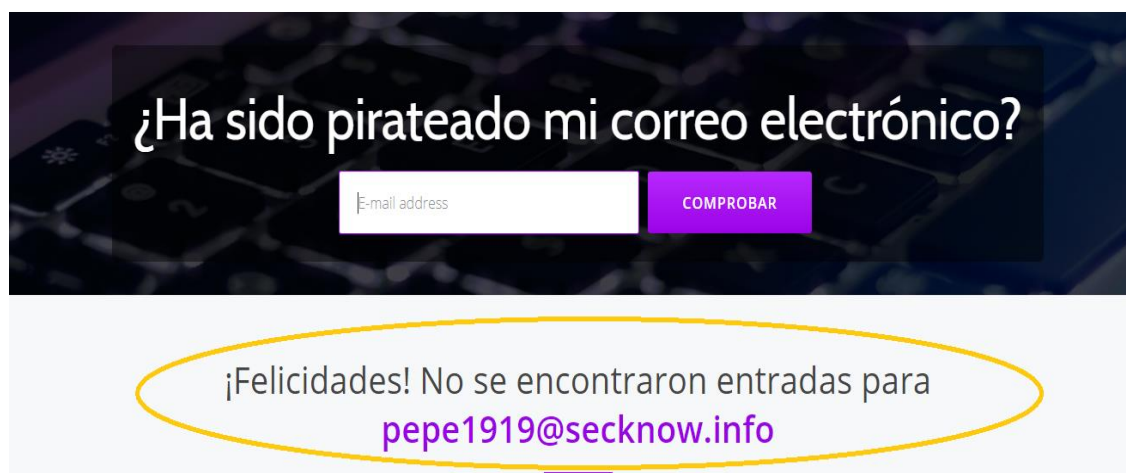 ¿Ha sido pirateado mi correo electrónico?
E-mail address
COMPROBAR
¡Felicidades! No se encontraron entradas para
pepe1919@secknow.info